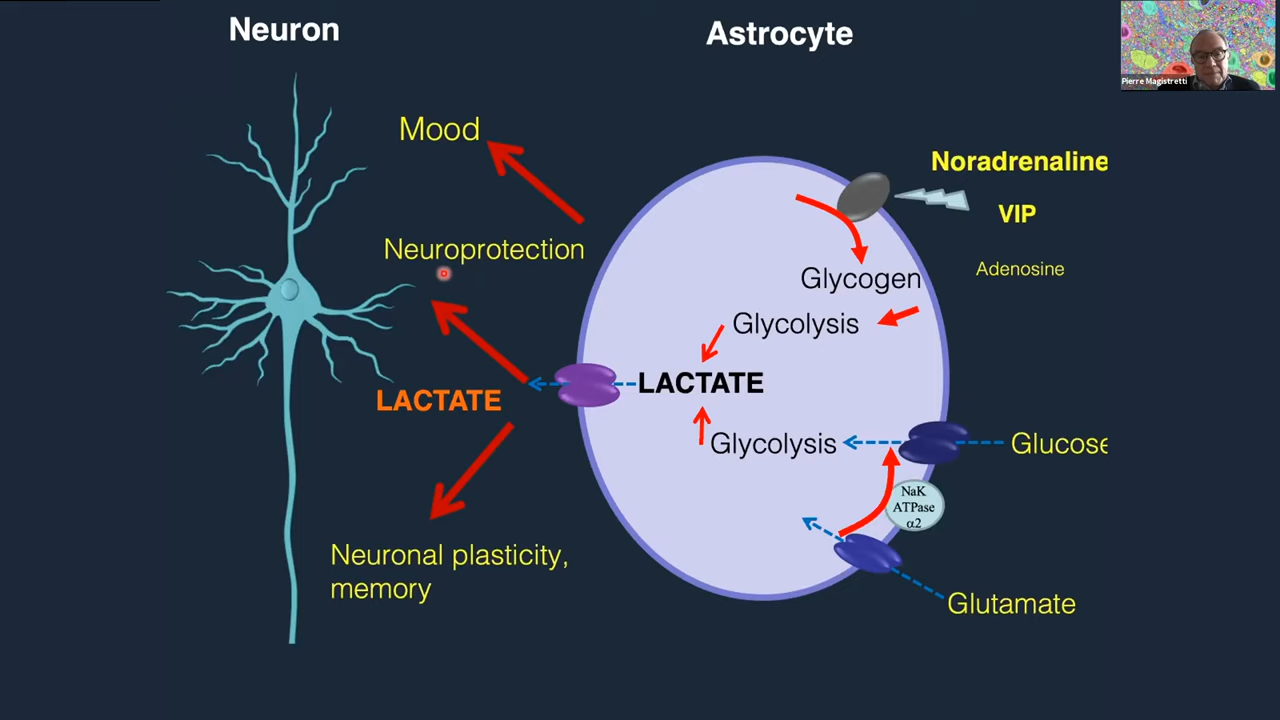 Neuron
Astrocyte
Pierre Magistretti
Mood
Noradrenaline
VIP
Neuroprotection
Adenosine
Glycogen
Glycolysis
LACTATE
LACTATE
Glycolysis
Glucose
NaK
ATPase
α2
Neuronal plasticity,
memory
Glutamate